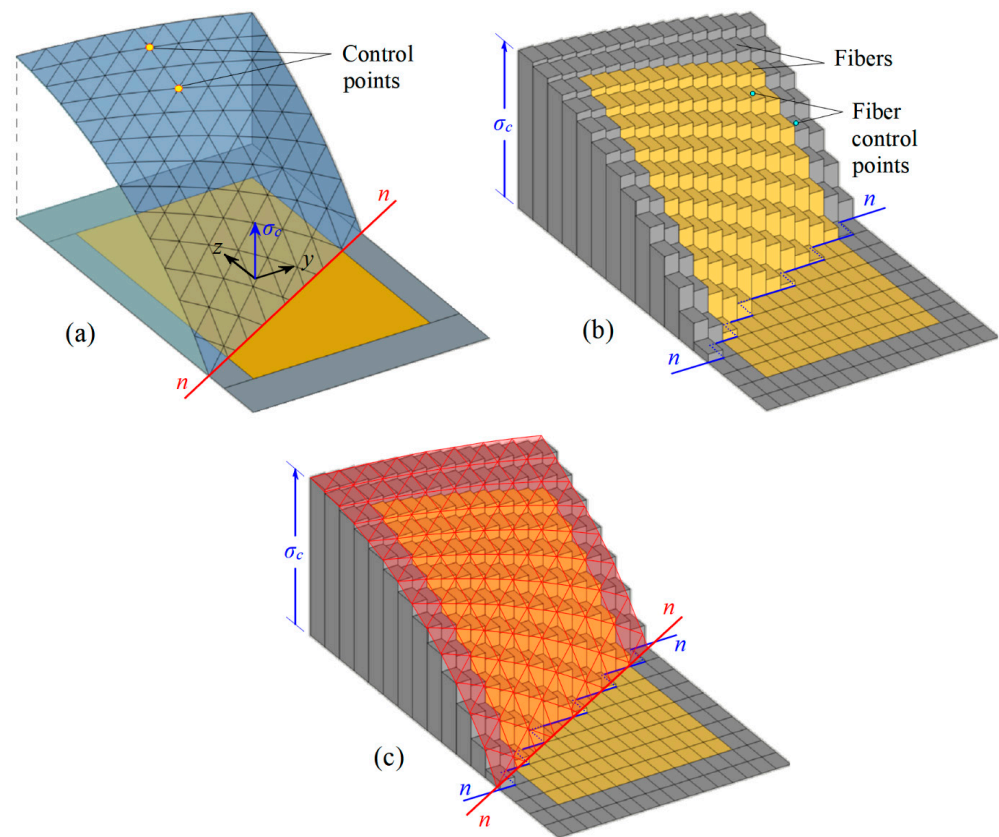 Control
points
n
σc
z
y
(a)
n
Fibers
σc
Fiber
control
points
n
(b)
n
σc
n
n
(c)
n
n